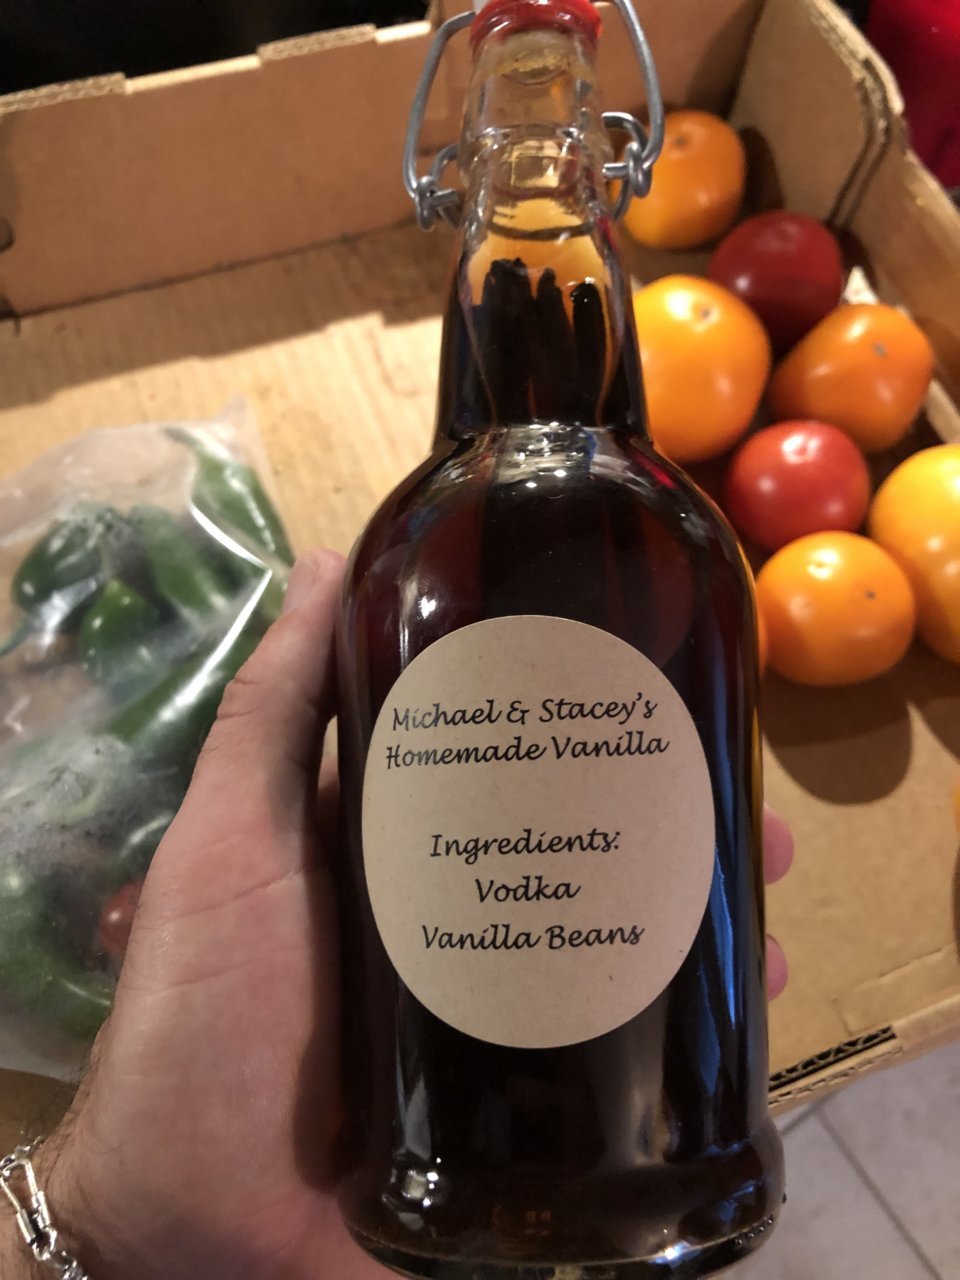 Michael & Stacey's
Homemade Vanilla
Ingredients:
Vodka
Vanilla Beans